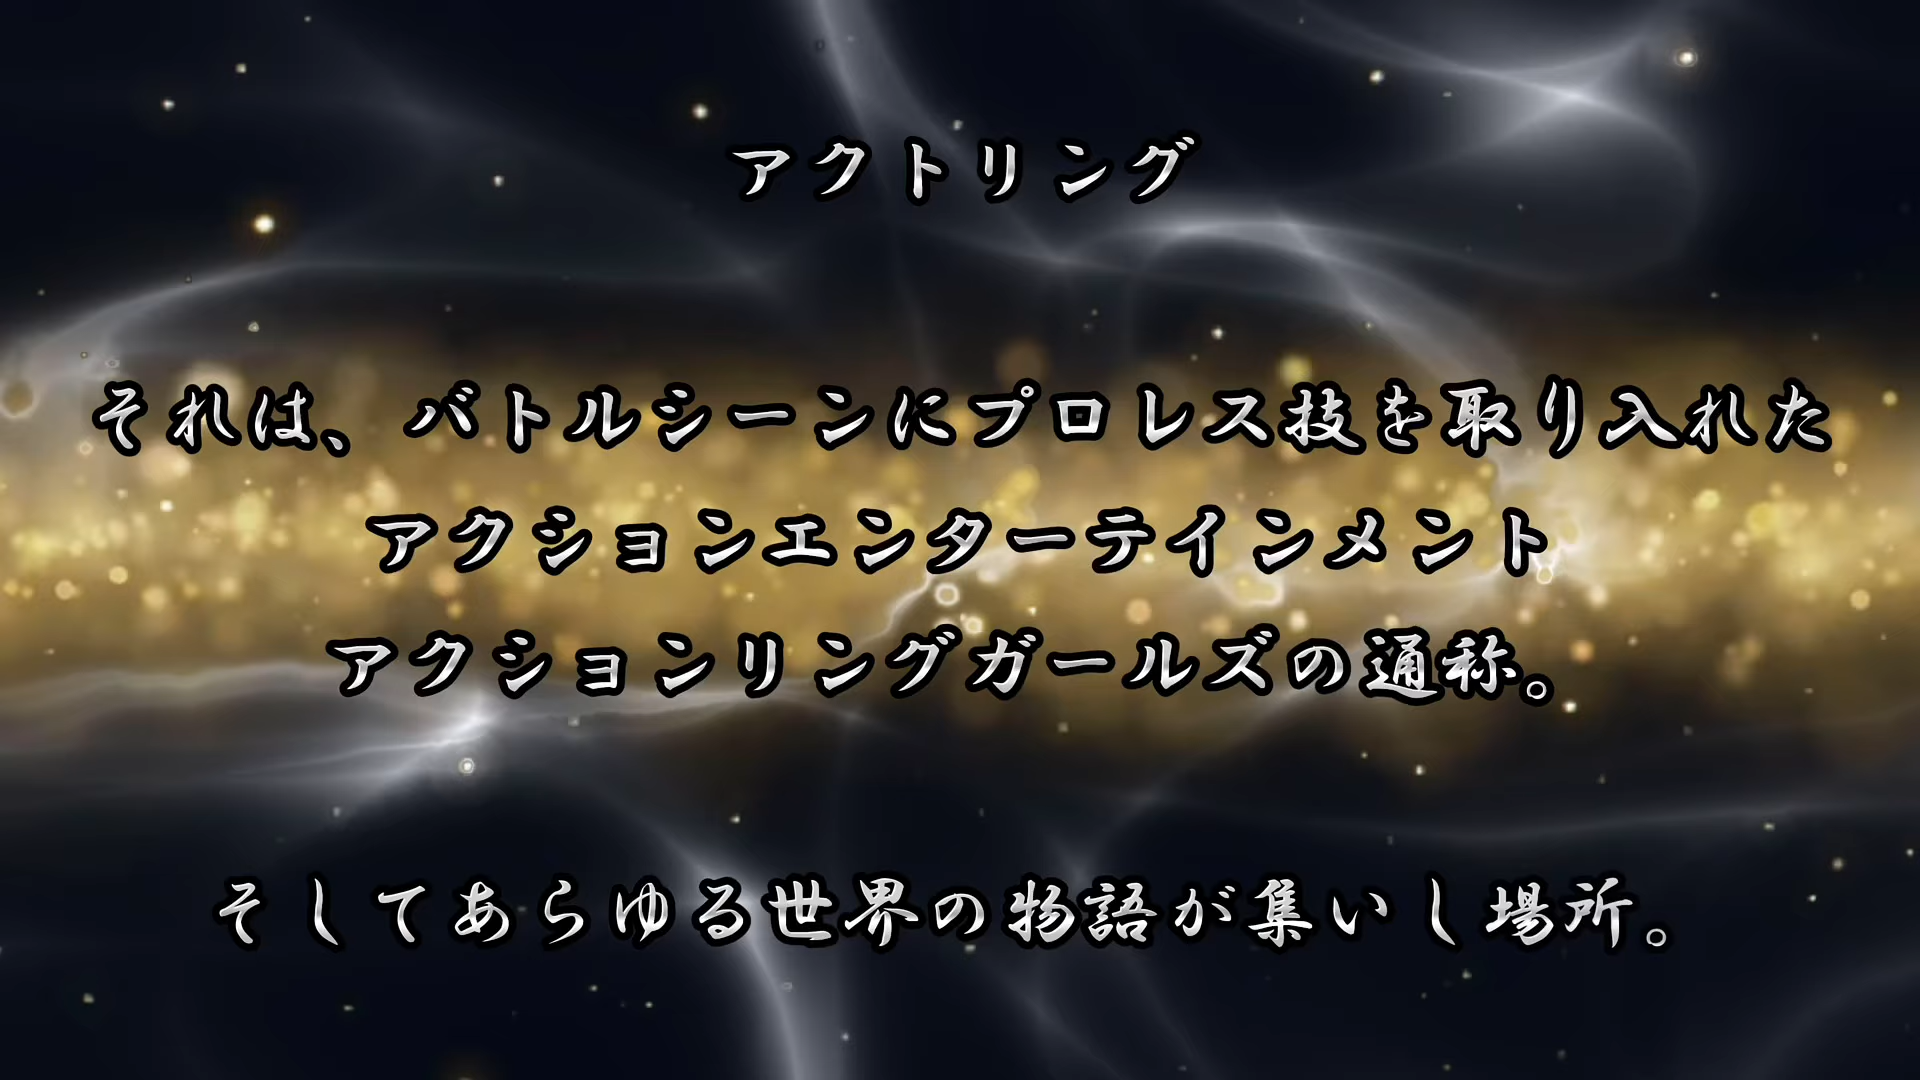 アクトリング
それは、バトルシーンにプロレス技を取り入れた
アクションエンターテインメント
アクションリングガールズの通称。
そしてあらゆる世界の物語が集いし場所。